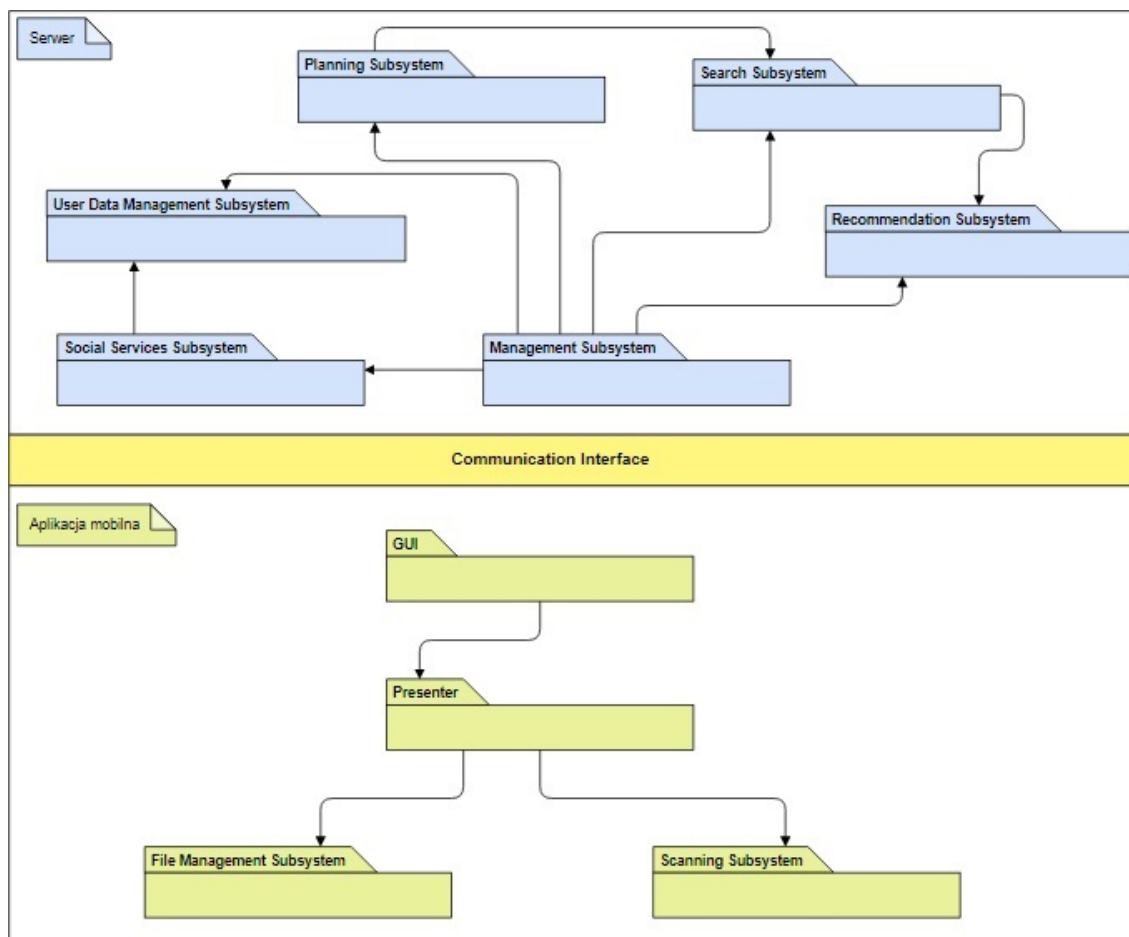 Serwer
Planning Subsystem
Search Subsystem
User Data Management Subsystem
Recommendation Subsystem
Social Services Subsystem
Management Subsystem
Communication Interface
Aplikacja mobilna
GUI
Presenter
File Management Subsystem
Scanning Subsystem